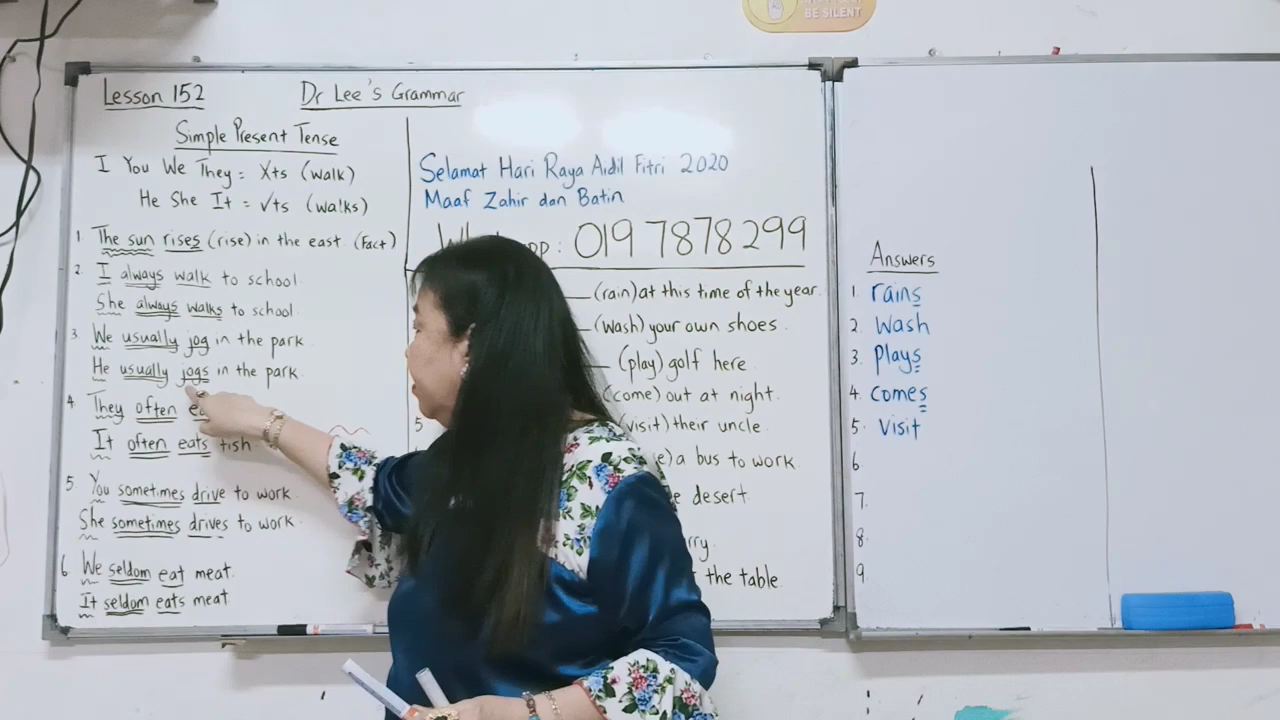 BE SILENT
Lesson 152
Dr Lee's Grammar
Simple Present Tense
I You We They = X+s (walk)
He She It = √+s (walks)
1 The sun rises (rise) in the east. (Fact)
2. I always walk to school.
She always walks to school.
3. We usually jog in the park.
He usually jogs in the park.
4. They often
It often eats fish
5. You sometimes drive to work.
She sometimes drives to work.
6 We seldom eat meat.
It seldom eats meat
Selamat Hari Raya Aidil Fitri 2020
Maaf Zahir dan Batin
: 019 7878299
(rain) at this time of the year.
(wash) your own shoes.
(play) golf here
(come) out at night.
5 (visit) their uncle
a bus to work.
desert
the table.
Answers
1. rains
2. wash
3. plays
4. comes
5. visit
6
7.
8.
9.